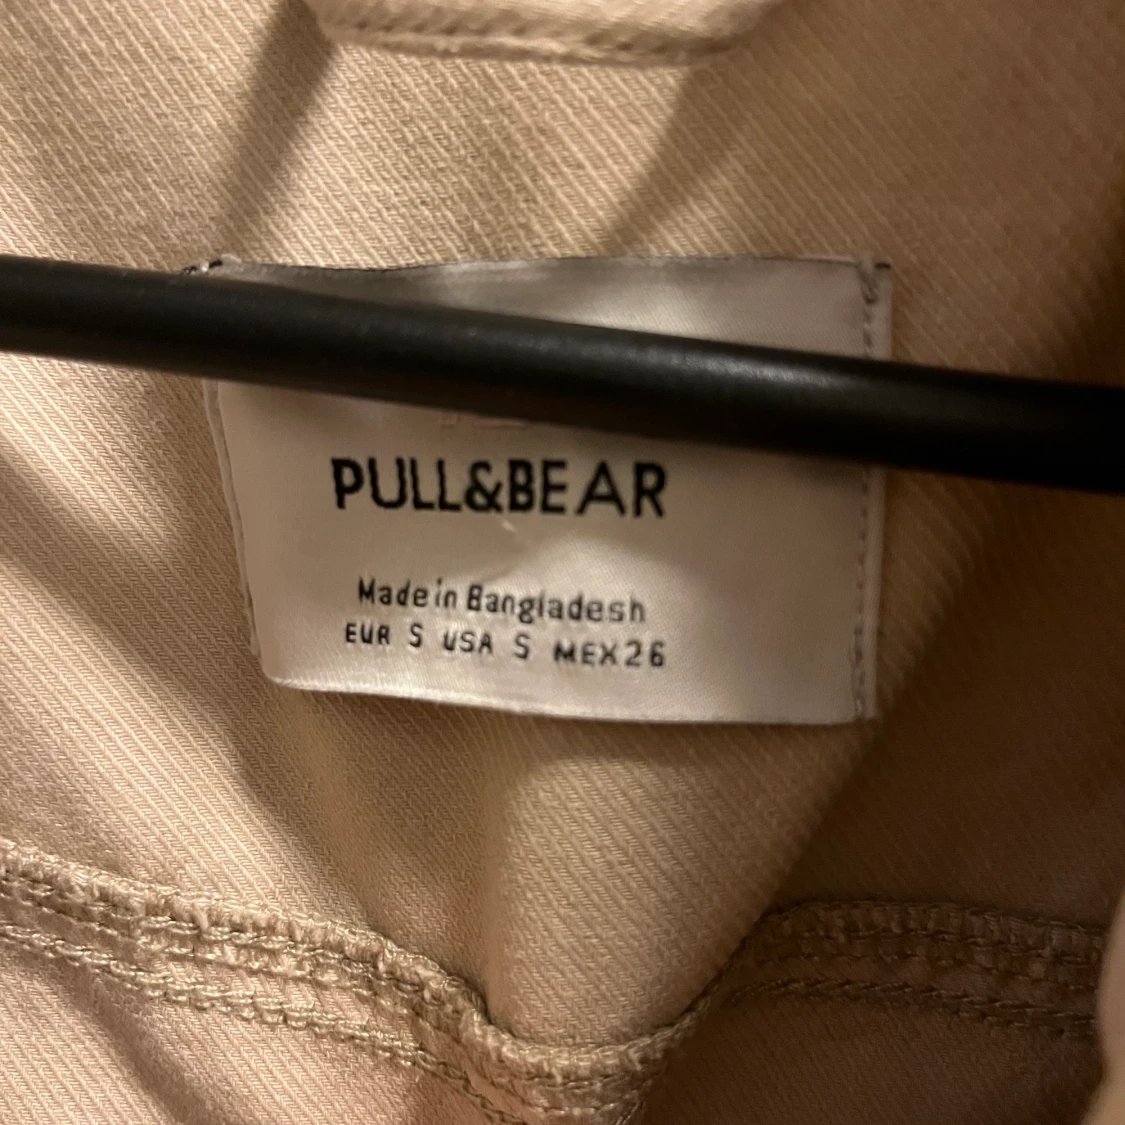 PULL&BEAR
Made in Bangladesh
EUR S USA S MEX 26